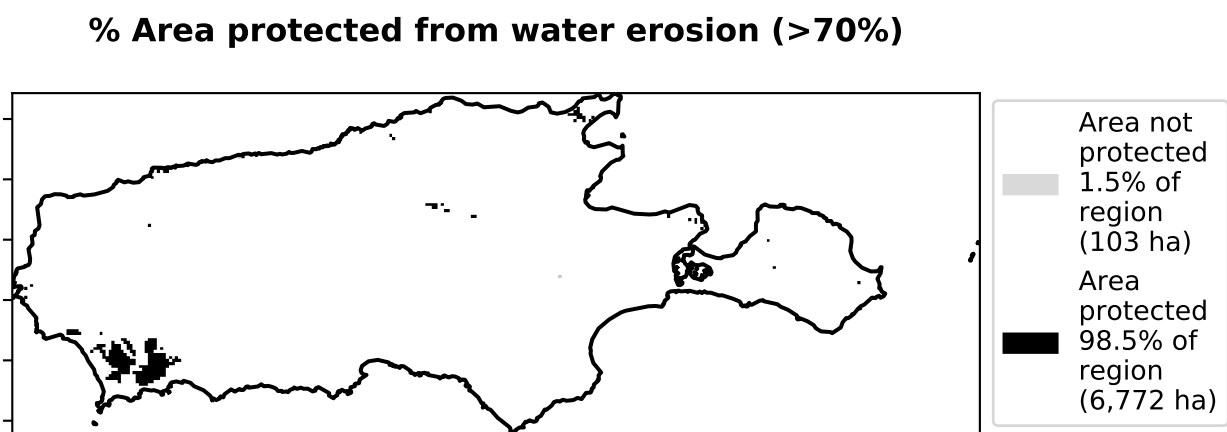 % Area protected from water erosion (>70%)
Area not
protected
1.5% of
region
(103 ha)
Area
protected
98.5% of
region
(6,772 ha)